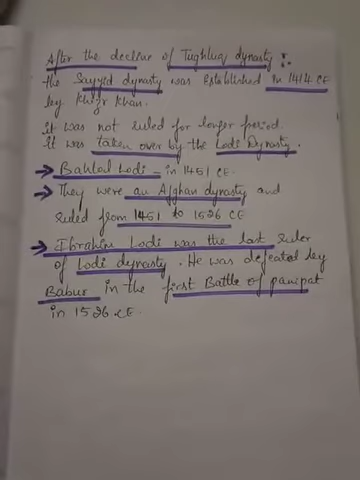 After the decline of Tughluq dynasty :
the Sayyid dynasty was Established in 1414 CE
by Khizr Khan.
it was not ruled for longer period.
It was taken over by the Lodi Dynasty.
→ Bahlal Lodi - in 1451 CE.
→ They were an Afghan dynasty and
ruled from 1451 to 1526 CE
→ Ibrahim Lodi was the last ruler
of Lodi dynasty. He was defeated by
Babur in the first Battle of panipat
in 1526 CE.